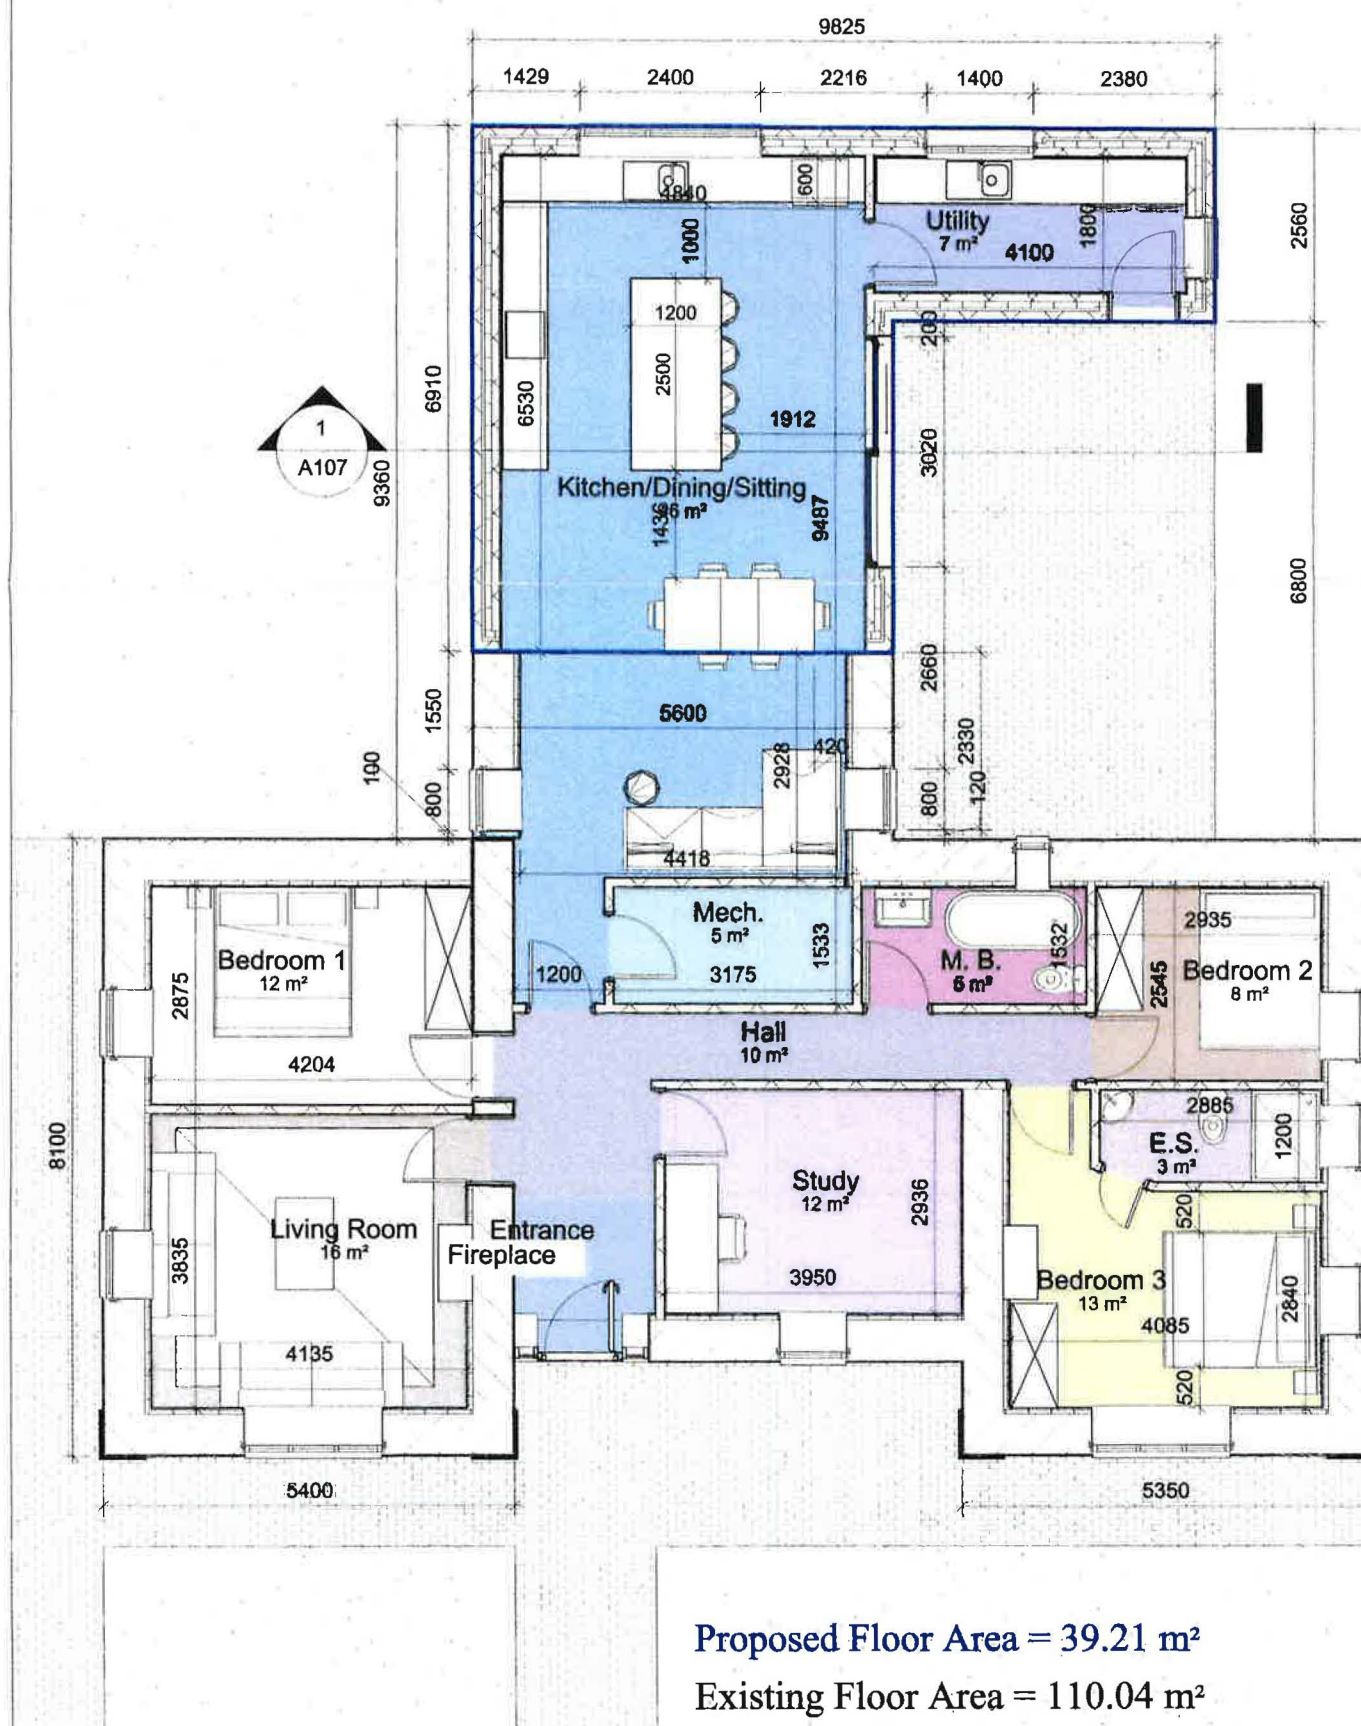 9825
1429
2400
2216
1400
2380
4840
600
1000
Utility
7 m²
1800
4100
2560
1200
200
6910
2500
6530
1912
3020
1
A107
9360
Kitchen/Dining/Sitting
m²
9487
6800
2660
1550
5600
2928
420
2330
100
800
800
120
4418
Mech.
5 m²
1533
3175
1200
M. B.
m²
1532
2935
2545
Bedroom 2
8 m²
Bedroom 1
12 m²
2875
4204
Hall
10 m²
8100
2885
1200
E.S.
3 m²
Study
12 m²
2936
3950
520
Living Room
16 m²
3835
4135
Entrance
Fireplace
Bedroom 3
13 m²
4085
2840
520
5400
5350
Proposed Floor Area = 39.21 m²
Existing Floor Area = 110.04 m²